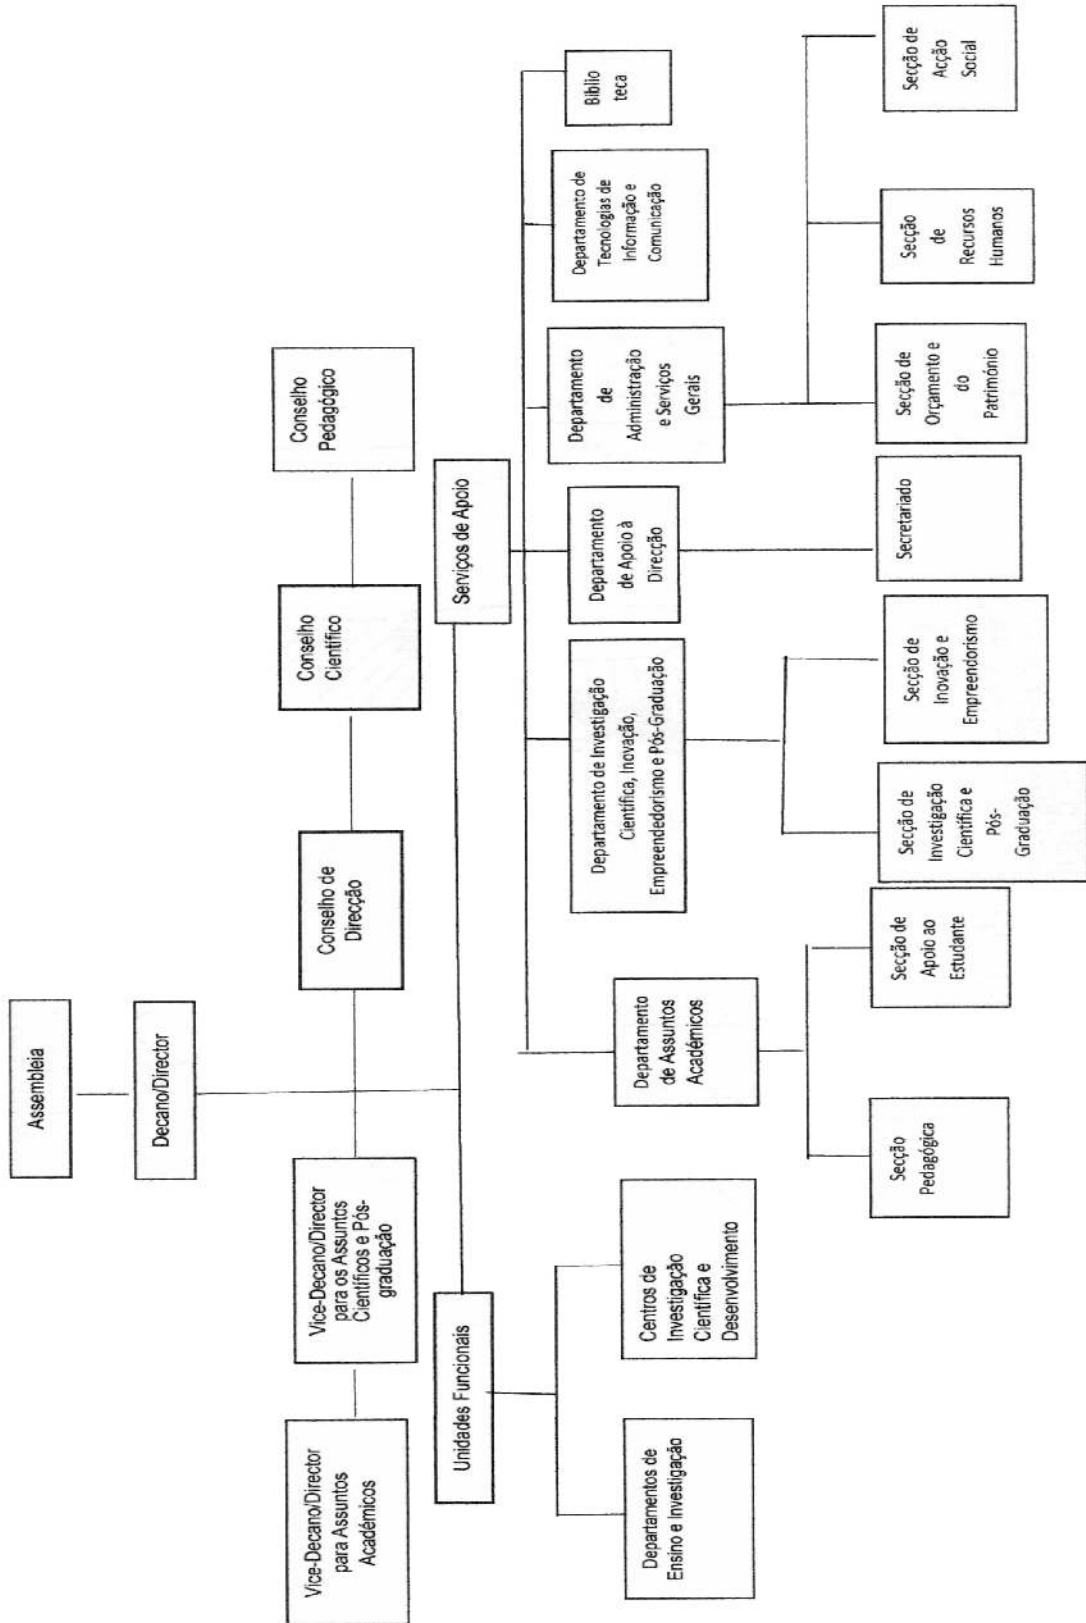 Assembleia
Decano/Director
Vice-Decano/Director
para Assuntos
Académicos
Vice-Decano/Director
para os Assuntos
Científicos e Pós-
graduação
Conselho de
Direcção
Conselho
Científico
Conselho
Pedagógico
Unidades Funcionais
Serviços de Apoio
Departamentos de
Ensino e Investigação
Centros de
Investigação
Científica e
Desenvolvimento
Departamento
de Assuntos
Académicos
Departamento de Investigação
Científica, Inovação,
Empreendedorismo e Pós-Graduação
Departamento
de Apoio à
Direcção
Departamento
de
Administração
e Serviços
Gerais
Departamento de
Tecnologias de
Informação e
Comunicação
Biblio
teca
Secção
Pedagógica
Secção de
Apoio ao
Estudante
Secção de
Investigação
Científica e
Pós-
Graduação
Secção de
Inovação e
Empreendorismo
Secretariado
Secção de
Orçamento e
do
Património
Secção
de
Recursos
Humanos
Secção de
Acção
Social